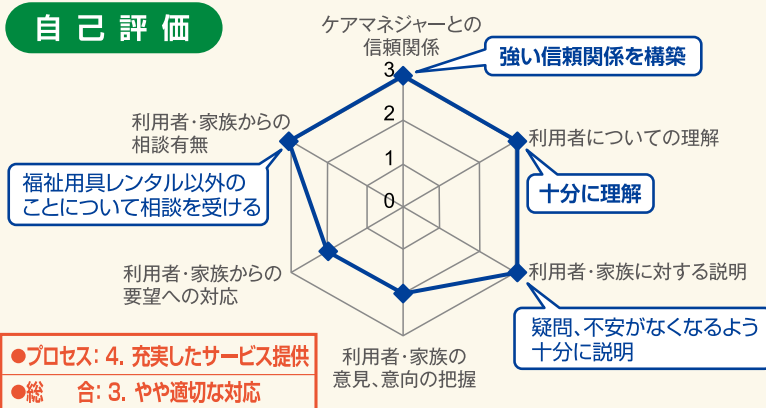 自己評価
ケアマネジャーとの
信頼関係
強い信頼関係を構築
3
2
1
0
利用者・家族からの
相談有無
利用者についての理解
福祉用具レンタル以外の
ことについて相談を受ける
十分に理解
利用者・家族からの
要望への対応
利用者・家族に対する説明
疑問、不安がなくなるよう
十分に説明
利用者・家族の
意見、意向の把握
●プロセス：4. 充実したサービス提供
●総　合：3. やや適切な対応